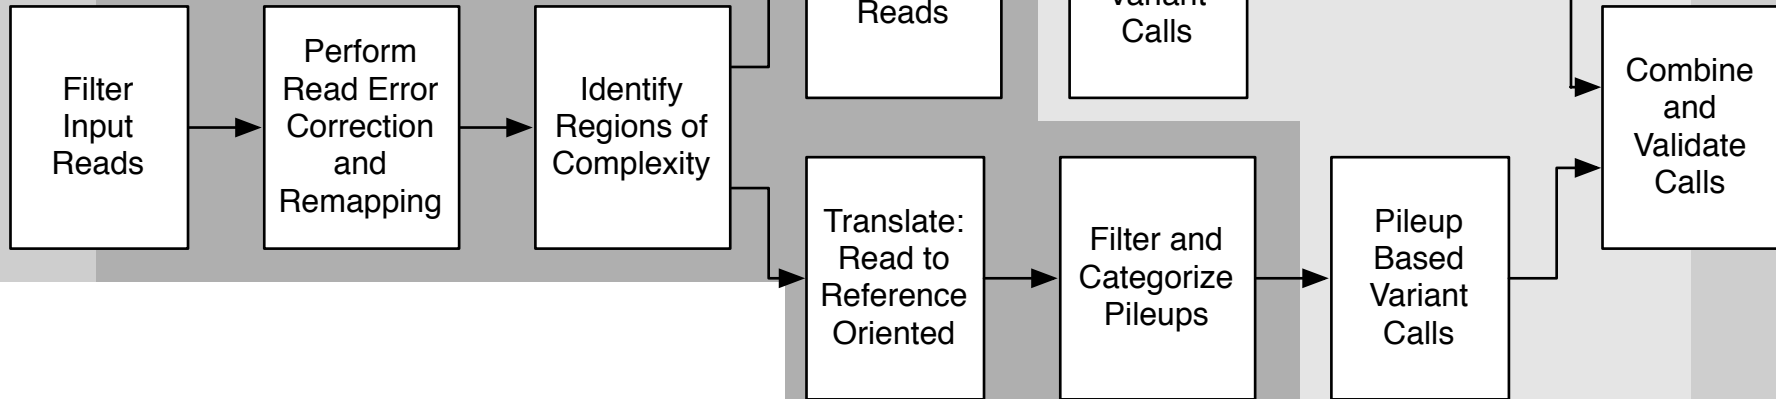 Reads
Variant
Calls
Filter
Input
Reads
Perform
Read Error
Correction
and
Remapping
Identify
Regions of
Complexity
Combine
and
Validate
Calls
Translate:
Read to
Reference
Oriented
Filter and
Categorize
Pileups
Pileup
Based
Variant
Calls